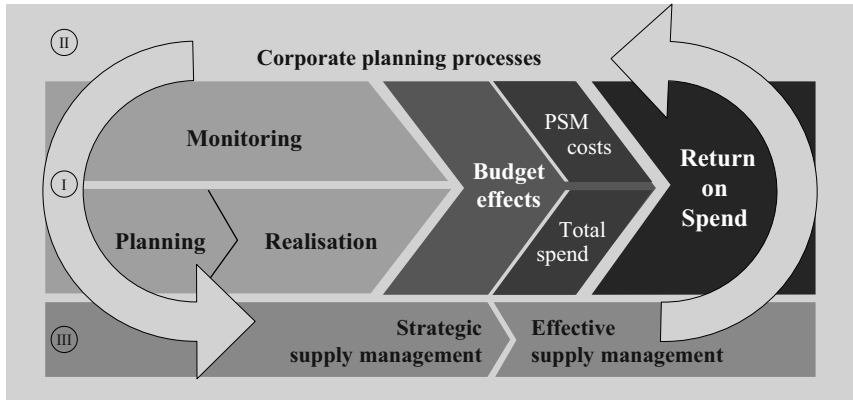 II
Corporate planning processes
Monitoring
PSM
costs
I
Budget
effects
Return
on
Spend
Planning
Realisation
Total
spend
III
Strategic
supply management
Effective
supply management